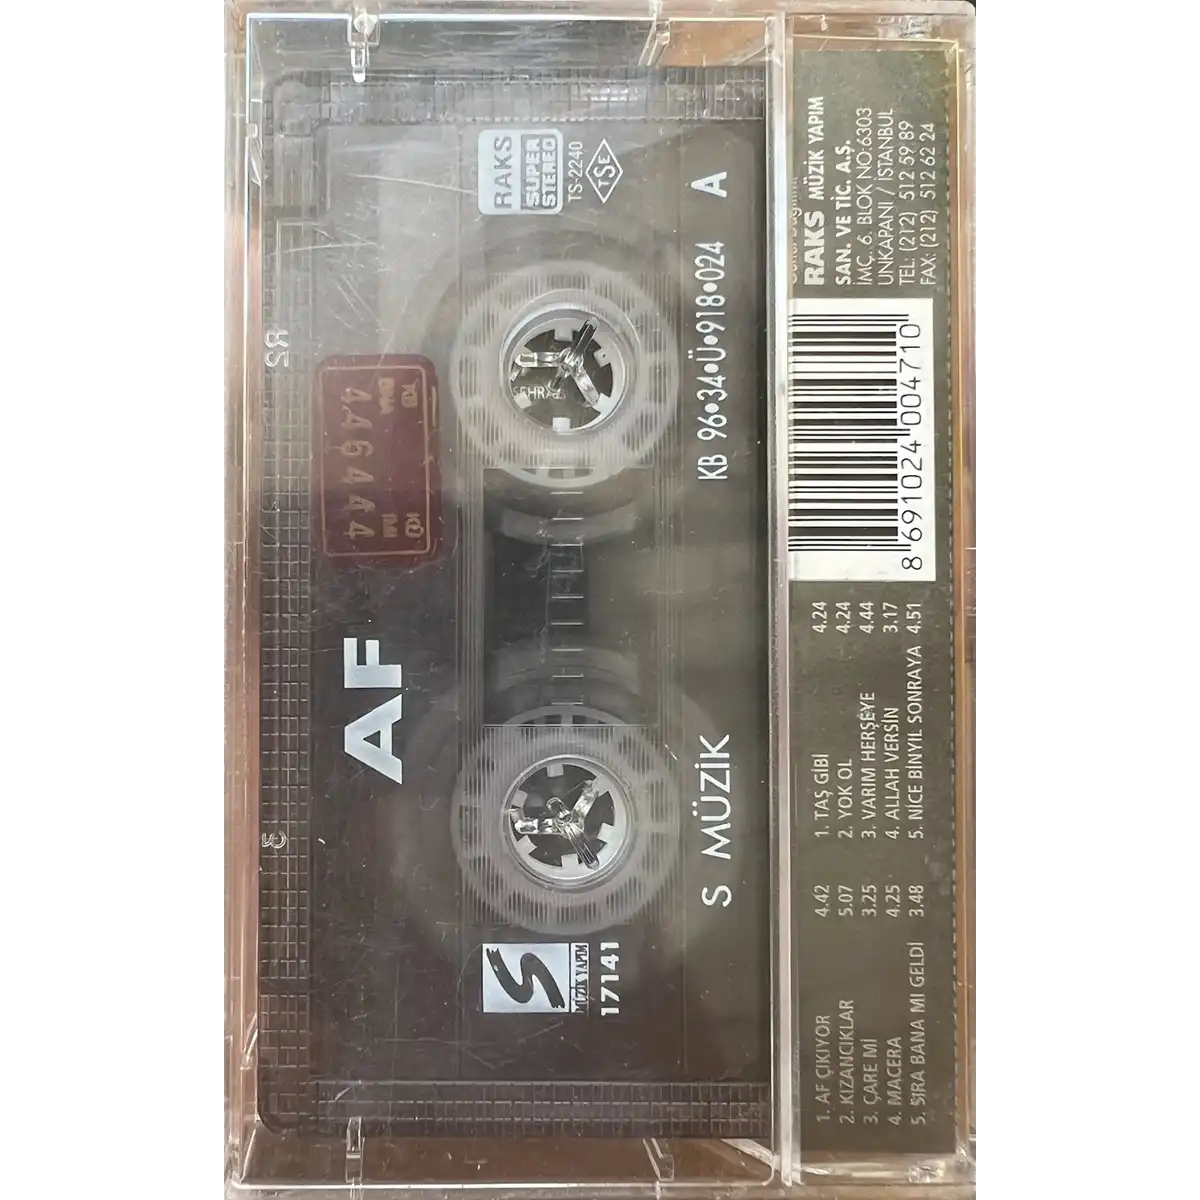 AF
446444
RAKS
SUPER
STEREO
TS-2240
TSE
A
KB 96•34•Ü•918•024
S MÜZİK
S
MÜZİK YAPIM
17141
RAKS MÜZİK YAPIM
SAN. VE TİC. A.Ş.
İMÇ. 6. BLOK NO:6303
UNKAPANI / İSTANBUL
TEL: (212) 512 59 89
FAX: (212) 512 62 24
8 691024 004710
1. AF ÇIKIYOR 4.42
2. KIZANCIKLAR 5.07
3. ÇARE Mİ 3.25
4. MACERA 4.25
5. SIRA BANA MI GELDİ 3.48
1. TAŞ GİBİ 4.24
2. YOK OL 4.24
3. VARIM HERŞEYE 4.44
4. ALLAH VERSİN 3.17
5. NİCE BİNYIL SONRAYA 4.51